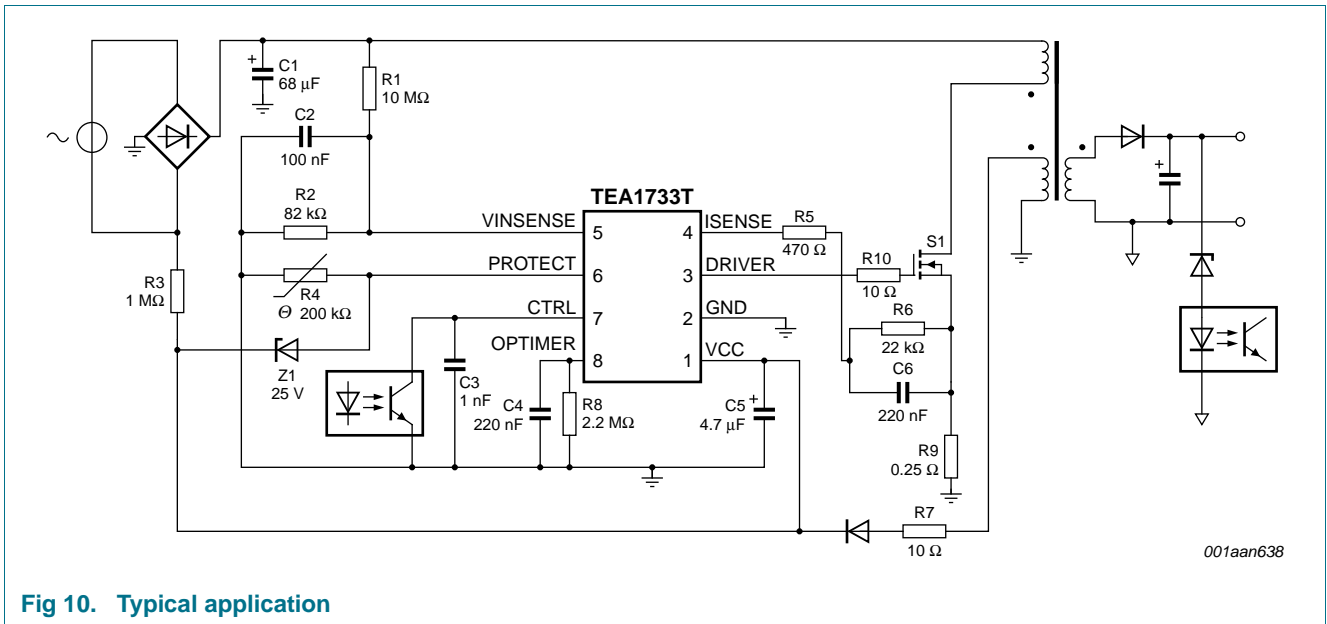 C1
68 μF
R1
10 MΩ
C2
100 nF
R2
82 kΩ
TEA1733T
VINSENSE
5
4
ISENSE
R5
470 Ω
S1
PROTECT
6
3
DRIVER
R10
10 Ω
R3
1 MΩ
R4
Θ 200 kΩ
CTRL
7
2
GND
R6
22 kΩ
OPTIMER
8
1
VCC
Z1
25 V
C3
1 nF
C4
220 nF
R8
2.2 MΩ
C5
4.7 μF
C6
220 nF
R9
0.25 Ω
R7
10 Ω
001aan638
Fig 10. Typical application